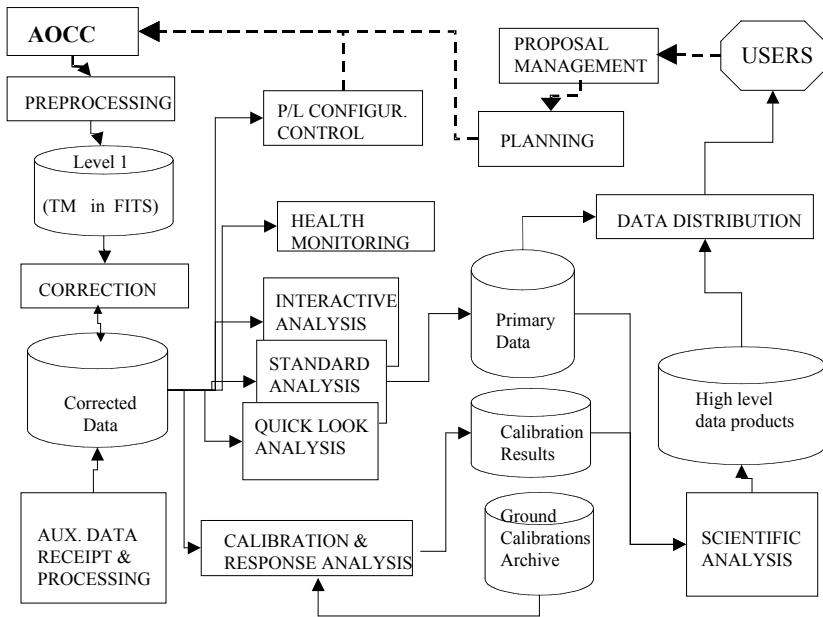 AOCC
PREPROCESSING
Level 1
(TM in FITS)
CORRECTION
Corrected
Data
AUX. DATA
RECEIPT &
PROCESSING
P/L CONFIGUR.
CONTROL
HEALTH
MONITORING
INTERACTIVE
ANALYSIS
STANDARD
ANALYSIS
QUICK LOOK
ANALYSIS
CALIBRATION &
RESPONSE ANALYSIS
PROPOSAL
MANAGEMENT
PLANNING
USERS
DATA DISTRIBUTION
Primary
Data
Calibration
Results
Ground
Calibrations
Archive
High level
data products
SCIENTIFIC
ANALYSIS